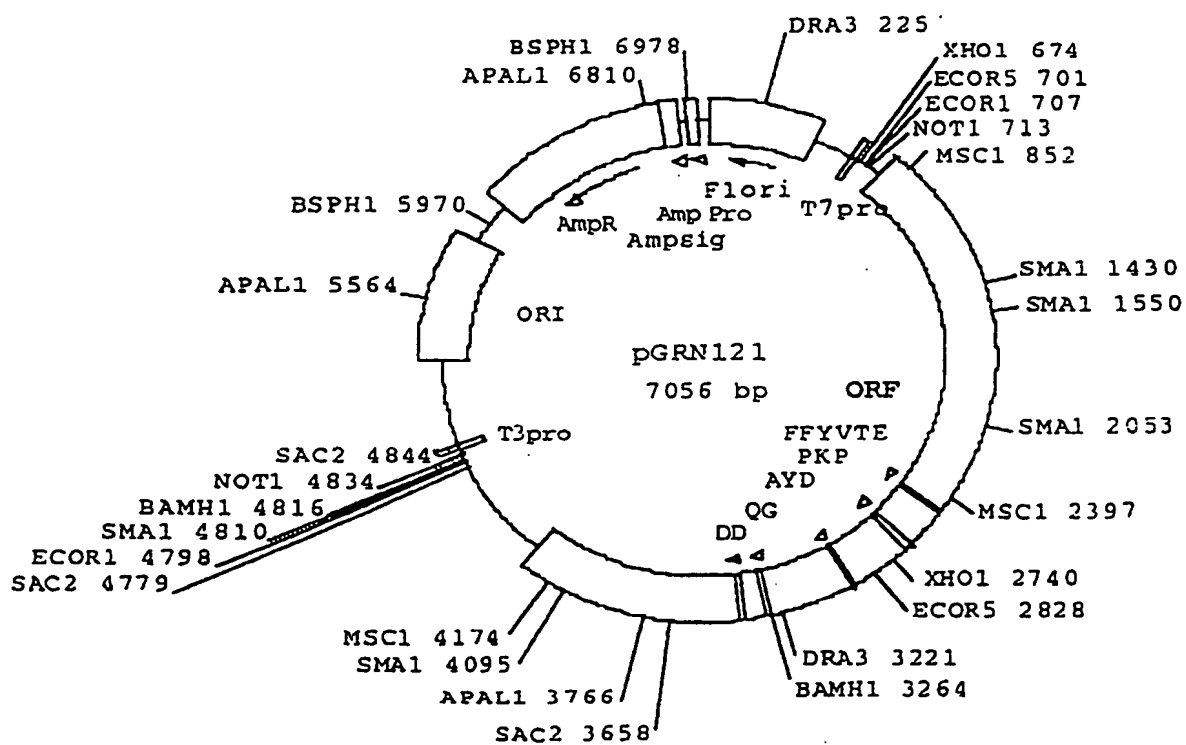 DRA3 225
BSPH1 6978
APAL1 6810
XHO1 674
ECOR5 701
ECOR1 707
NOT1 713
MSC1 852
BSPH1 5970
AmpR
Amp Pro
Ampsig
Flori
T7pro
APAL1 5564
ORI
SMA1 1430
SMA1 1550
pGRN121
7056 bp
ORF
SMA1 2053
FFYVTE
PKP
AYD
QG
DD
T3pro
SAC2 4844
NOT1 4834
BAMH1 4816
SMA1 4810
ECOR1 4798
SAC2 4779
MSC1 2397
XHO1 2740
ECOR5 2828
DRA3 3221
BAMH1 3264
MSC1 4174
SMA1 4095
APAL1 3766
SAC2 3658